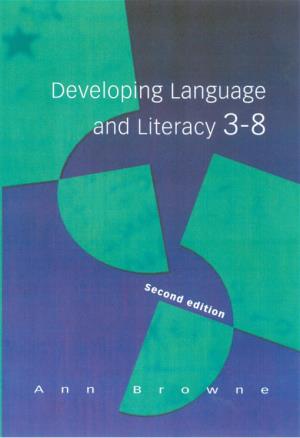 Developing Language
and Literacy 3-8
Second edition
Ann Browne